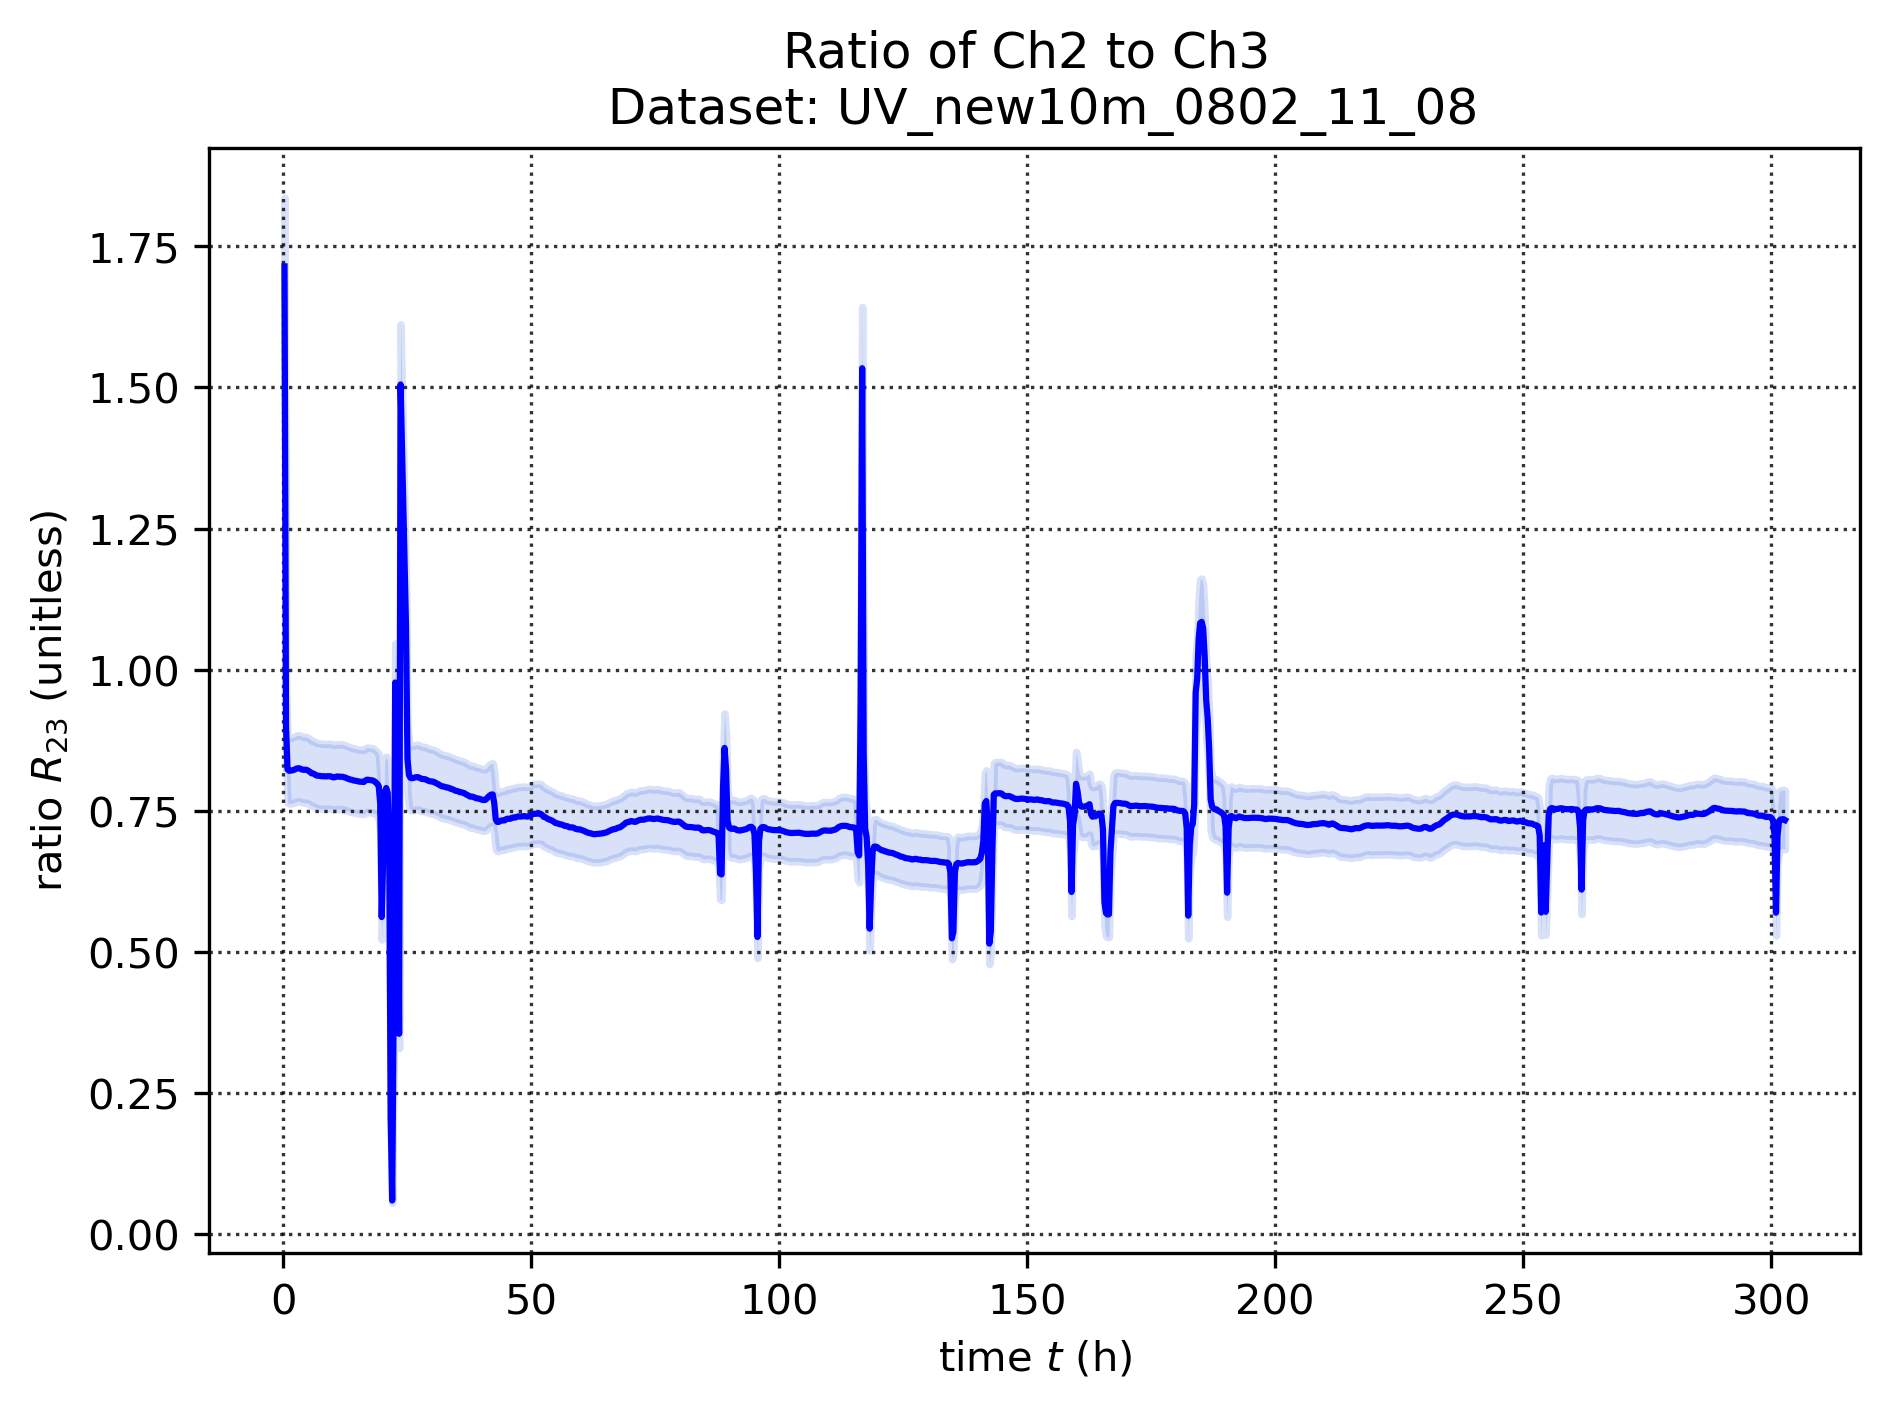 Ratio of Ch2 to Ch3
Dataset: UV_new10m_0802_11_08
ratio R₂₃ (unitless)
1.75
1.50
1.25
1.00
0.75
0.50
0.25
0.00
0 50 100 150 200 250 300
time t (h)